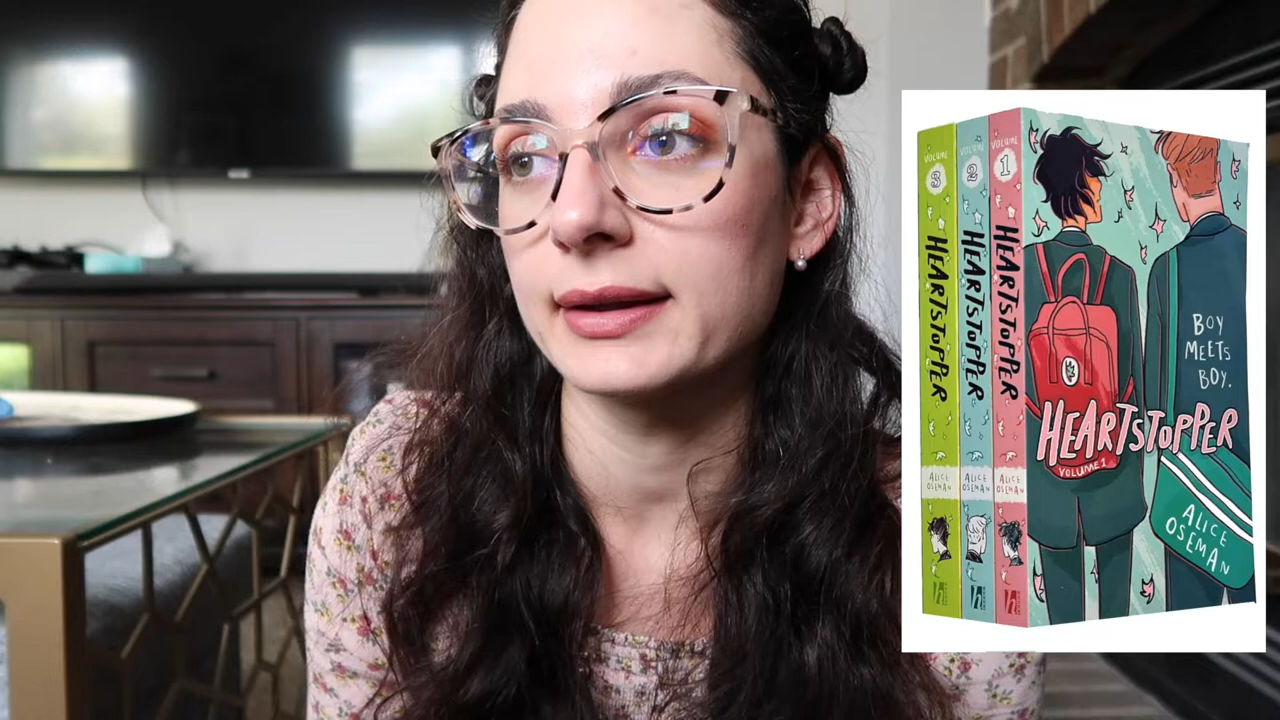 VOLUME
3
HEARTSTOPPER
ALICE
OSEMAN
VOLUME
2
HEARTSTOPPER
ALICE
OSEMAN
VOLUME
1
HEARTSTOPPER
ALICE
OSEMAN
BOY
MEETS
BOY.
HEARTSTOPPER
VOLUME 1
ALICE
OSEMAN